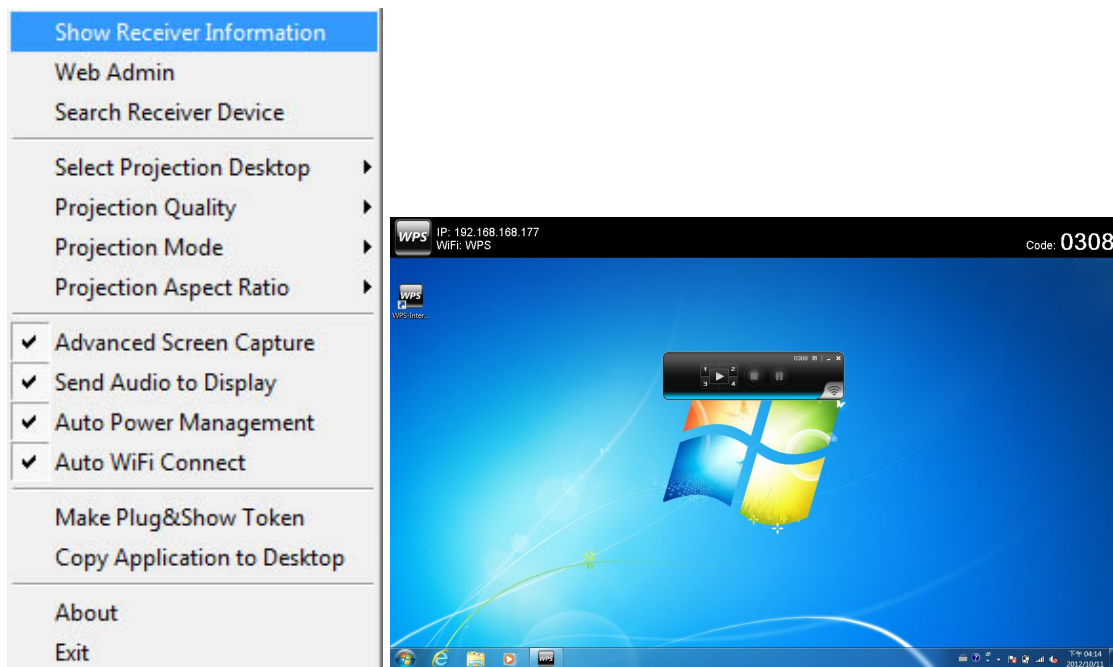 Show Receiver Information
Web Admin
Search Receiver Device
Select Projection Desktop
Projection Quality
Projection Mode
Projection Aspect Ratio
Advanced Screen Capture
Send Audio to Display
Auto Power Management
Auto WiFi Connect
Make Plug&Show Token
Copy Application to Desktop
About
Exit
WPS
IP: 192.168.168.177
WiFi: WPS
Code: 0308
WPS
WPS-Inter...
0308
1 2
3 4
WPS
下午 04:14
2012/10/11